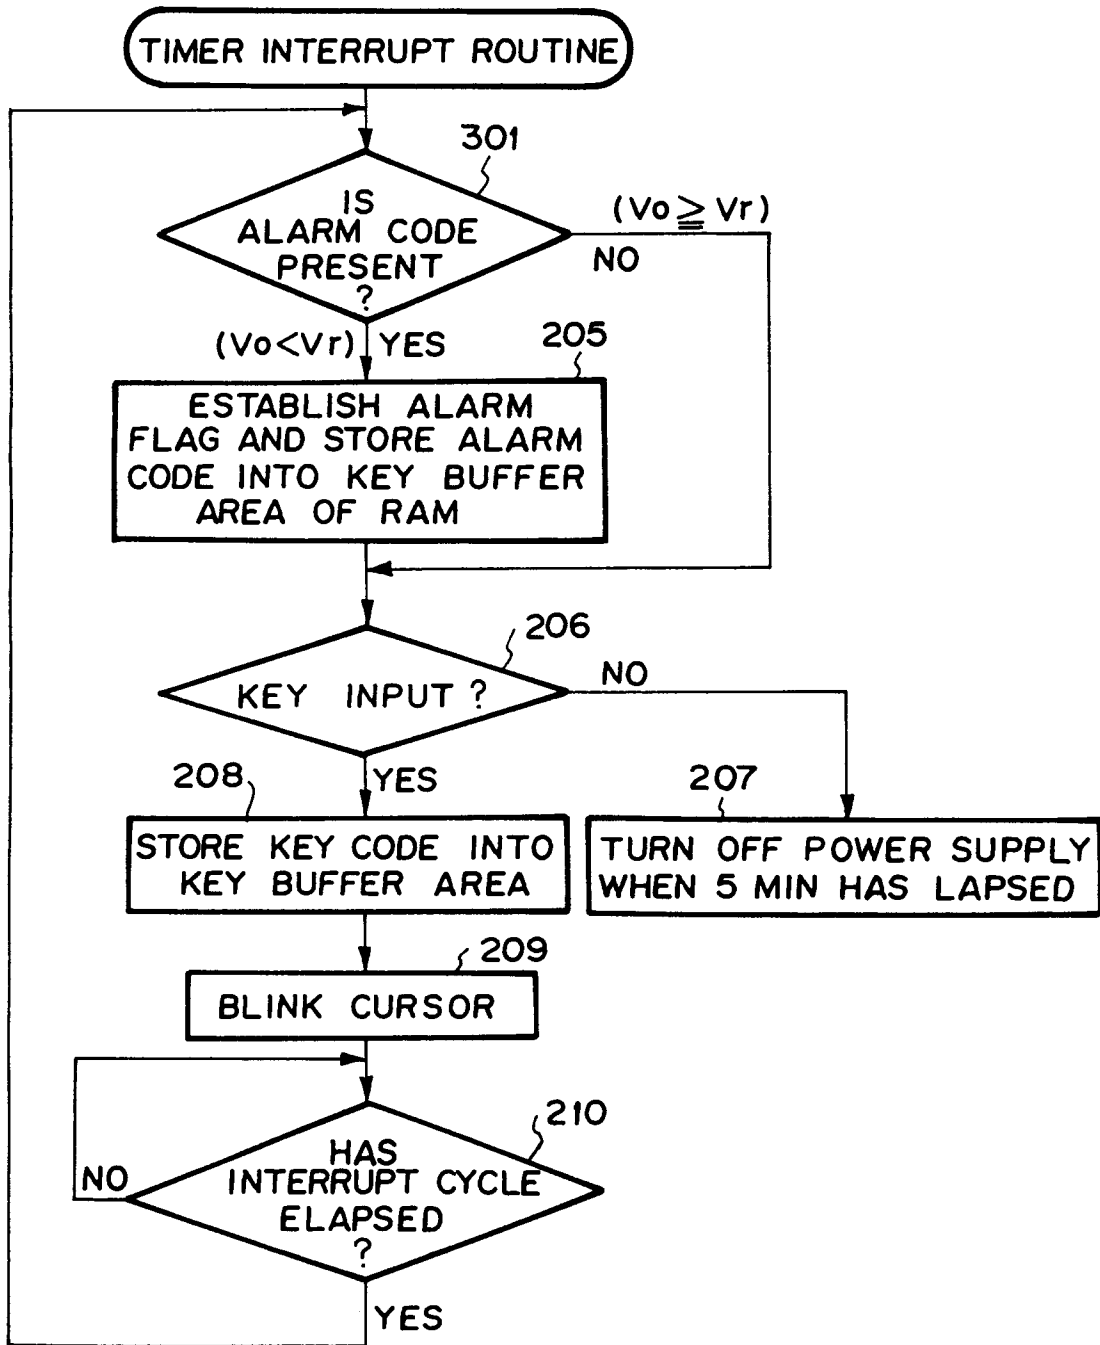 TIMER INTERRUPT ROUTINE
301
IS
ALARM CODE
PRESENT
?
(Vo ≧ Vr)
NO
(Vo<Vr) YES
205
ESTABLISH ALARM
FLAG AND STORE ALARM
CODE INTO KEY BUFFER
AREA OF RAM
206
KEY INPUT ?
NO
YES
208
STORE KEY CODE INTO
KEY BUFFER AREA
207
TURN OFF POWER SUPPLY
WHEN 5 MIN HAS LAPSED
209
BLINK CURSOR
210
HAS
INTERRUPT CYCLE
ELAPSED
?
NO
YES